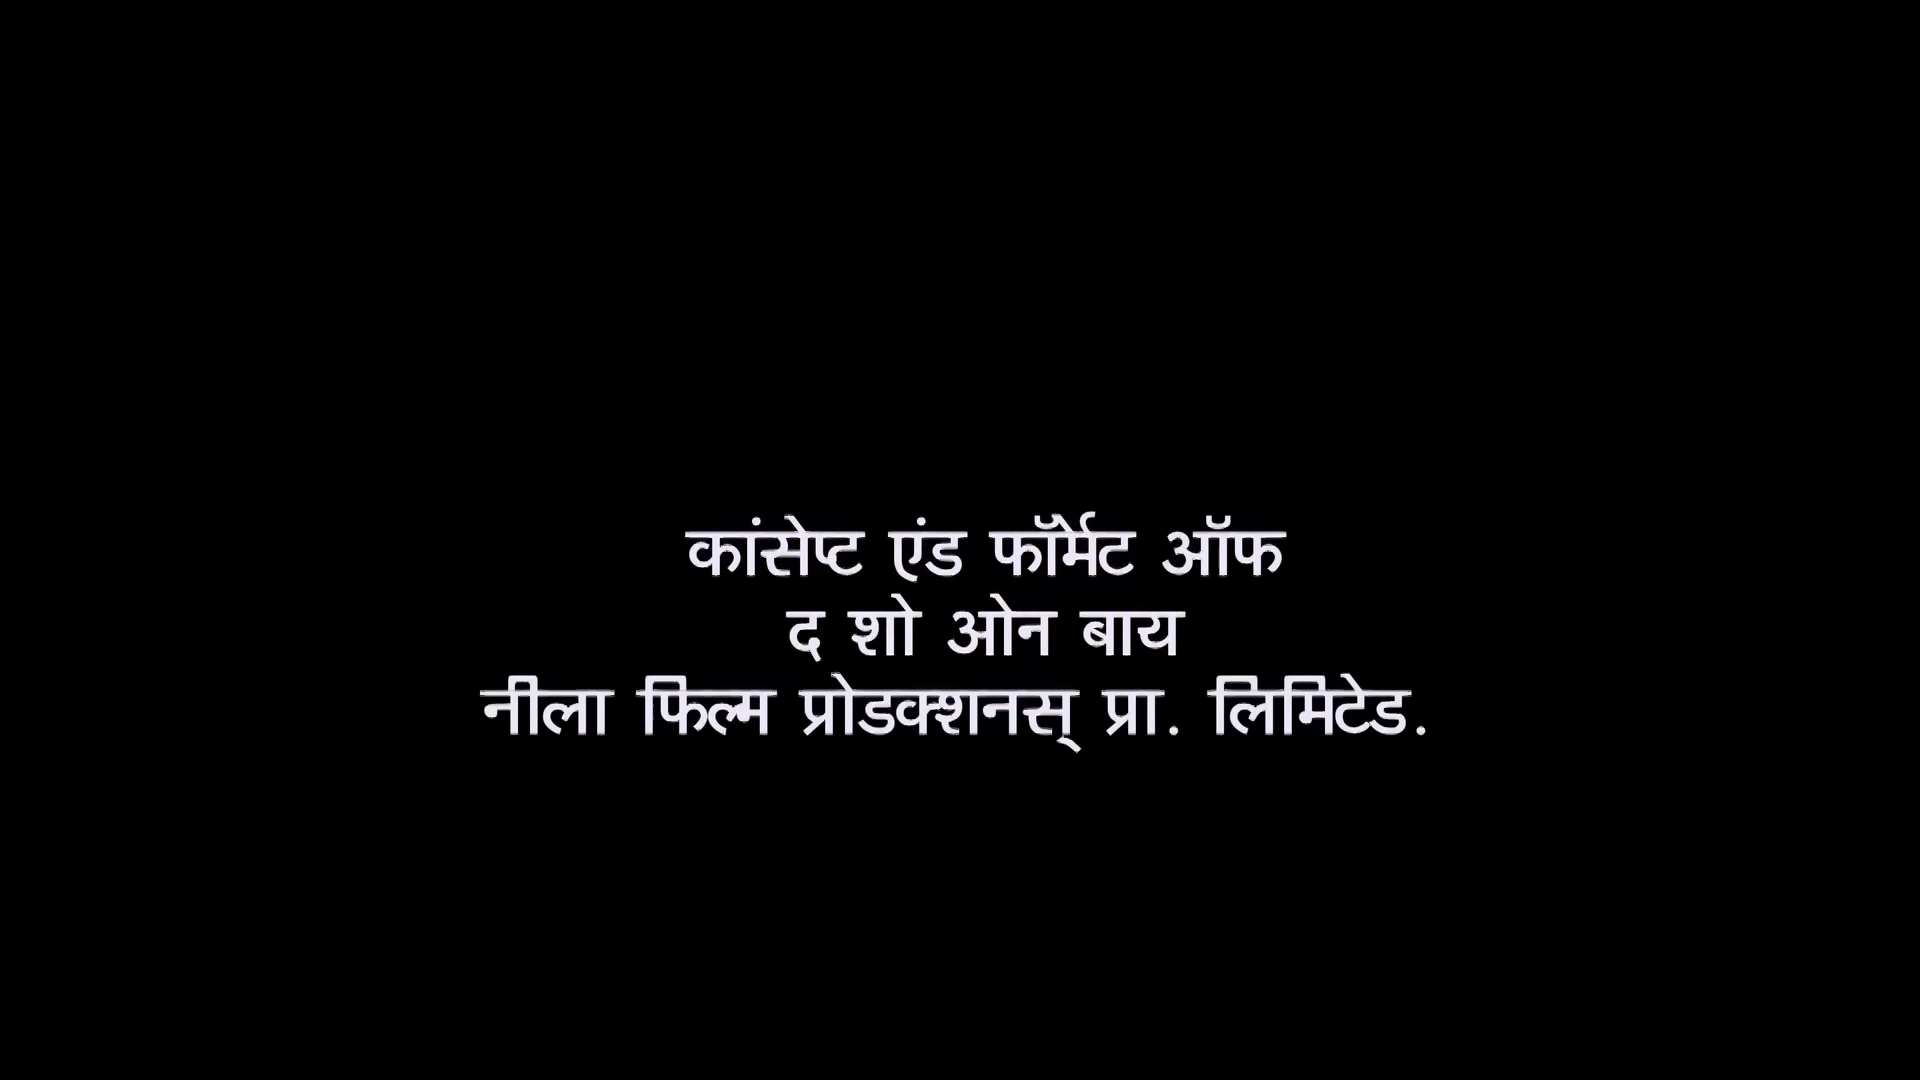 कांसेप्ट एंड फॉर्मेट ऑफ
द शो ओन बाय
नीला फिल्म प्रोडक्शनस् प्रा. लिमिटेड.